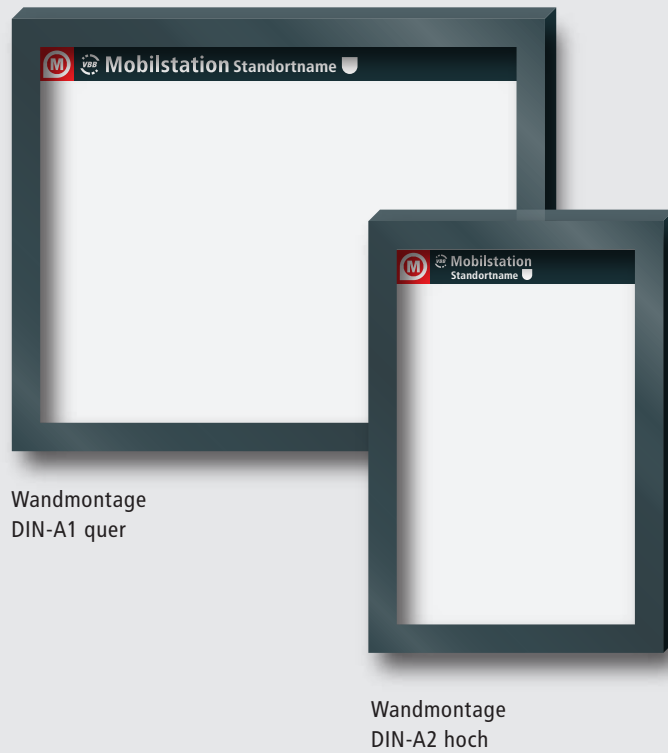 M VBB Mobilstation Standortname
Wandmontage
DIN-A1 quer
M VBB Mobilstation
Standortname
Wandmontage
DIN-A2 hoch